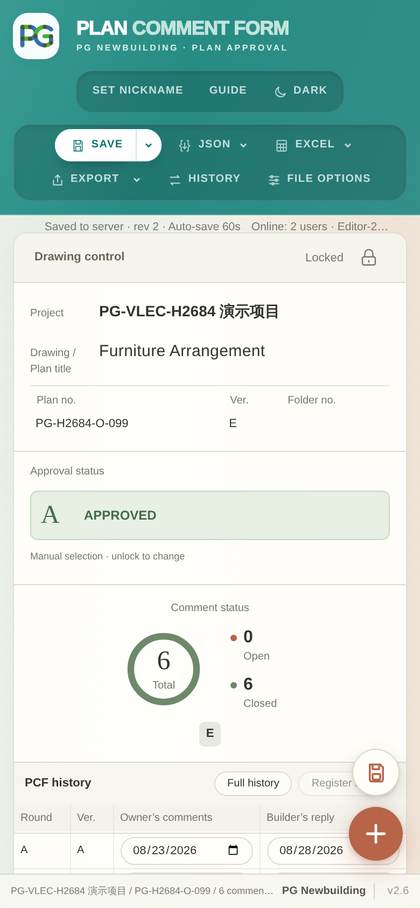 PG
PLAN COMMENT FORM
PG NEWBUILDING · PLAN APPROVAL
SET NICKNAME GUIDE DARK
SAVE JSON EXCEL
EXPORT HISTORY FILE OPTIONS
Saved to server · rev 2 · Auto-save 60s Online: 2 users · Editor-2…
Drawing control Locked
Project PG-VLEC-H2684 演示项目
Drawing / Plan title Furniture Arrangement
Plan no. Ver. Folder no.
PG-H2684-O-099 E
Approval status
A APPROVED
Manual selection · unlock to change
Comment status
6
Total
0
Open
6
Closed
E
PCF history Full history Register
Round Ver. Owner's comments Builder's reply
A A 08/23/2026 08/28/2026
PG-VLEC-H2684 演示项目 / PG-H2684-O-099 / 6 commen… PG Newbuilding v2.6